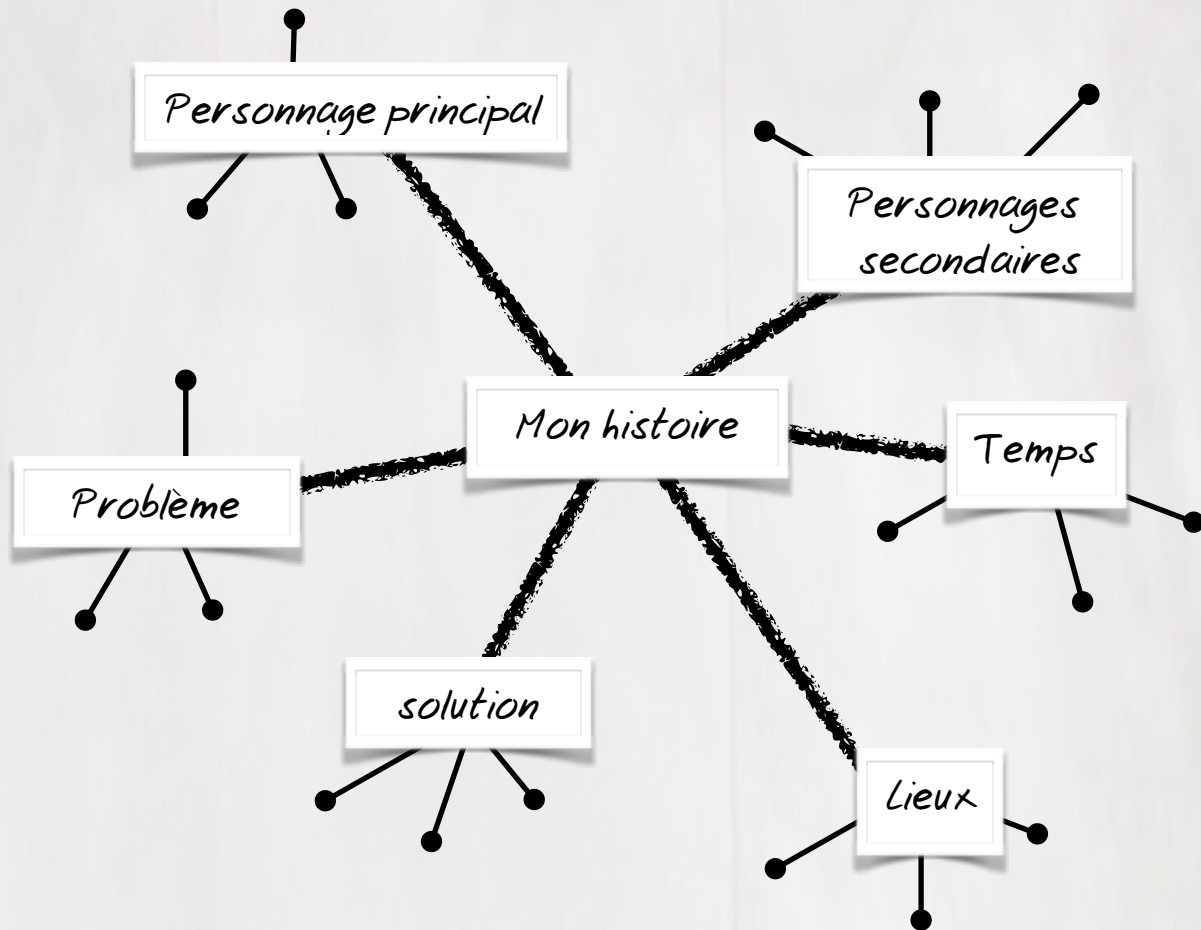 Personnage principal
Personnages
secondaires
Mon histoire
Temps
Problème
solution
Lieux